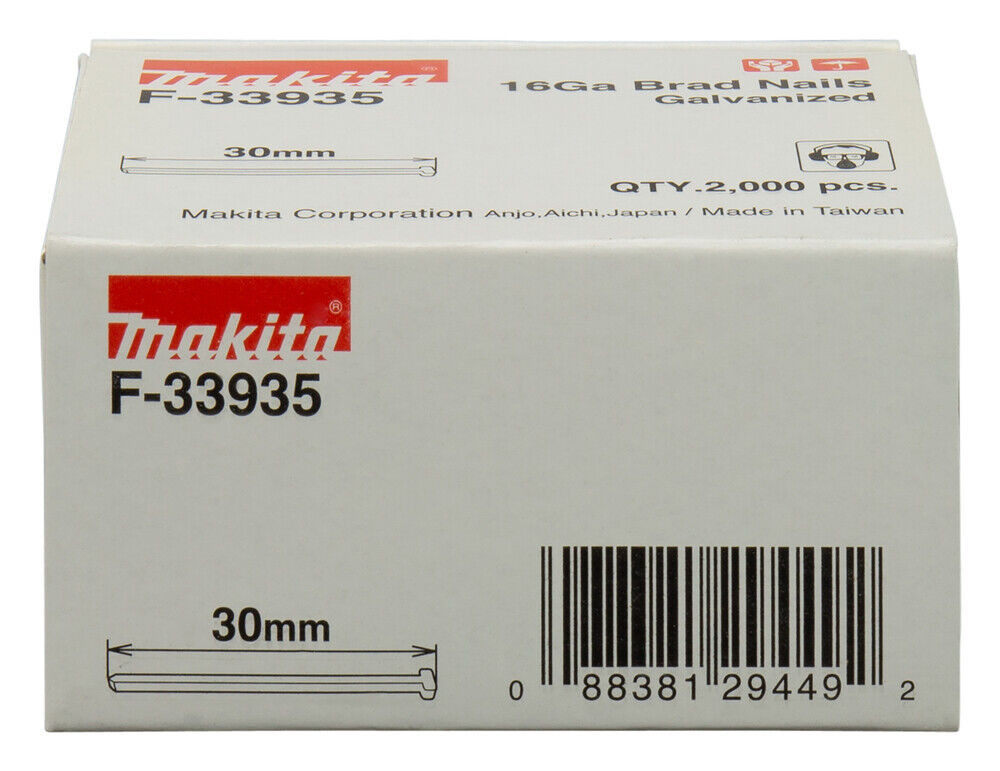 makita ®
F-33935
16Ga Brad Nails
Galvanized
30mm
QTY.2,000 pcs.
Makita Corporation Anjo,Aichi,Japan / Made in Taiwan
makita ®
F-33935
30mm
0 88381 29449 2